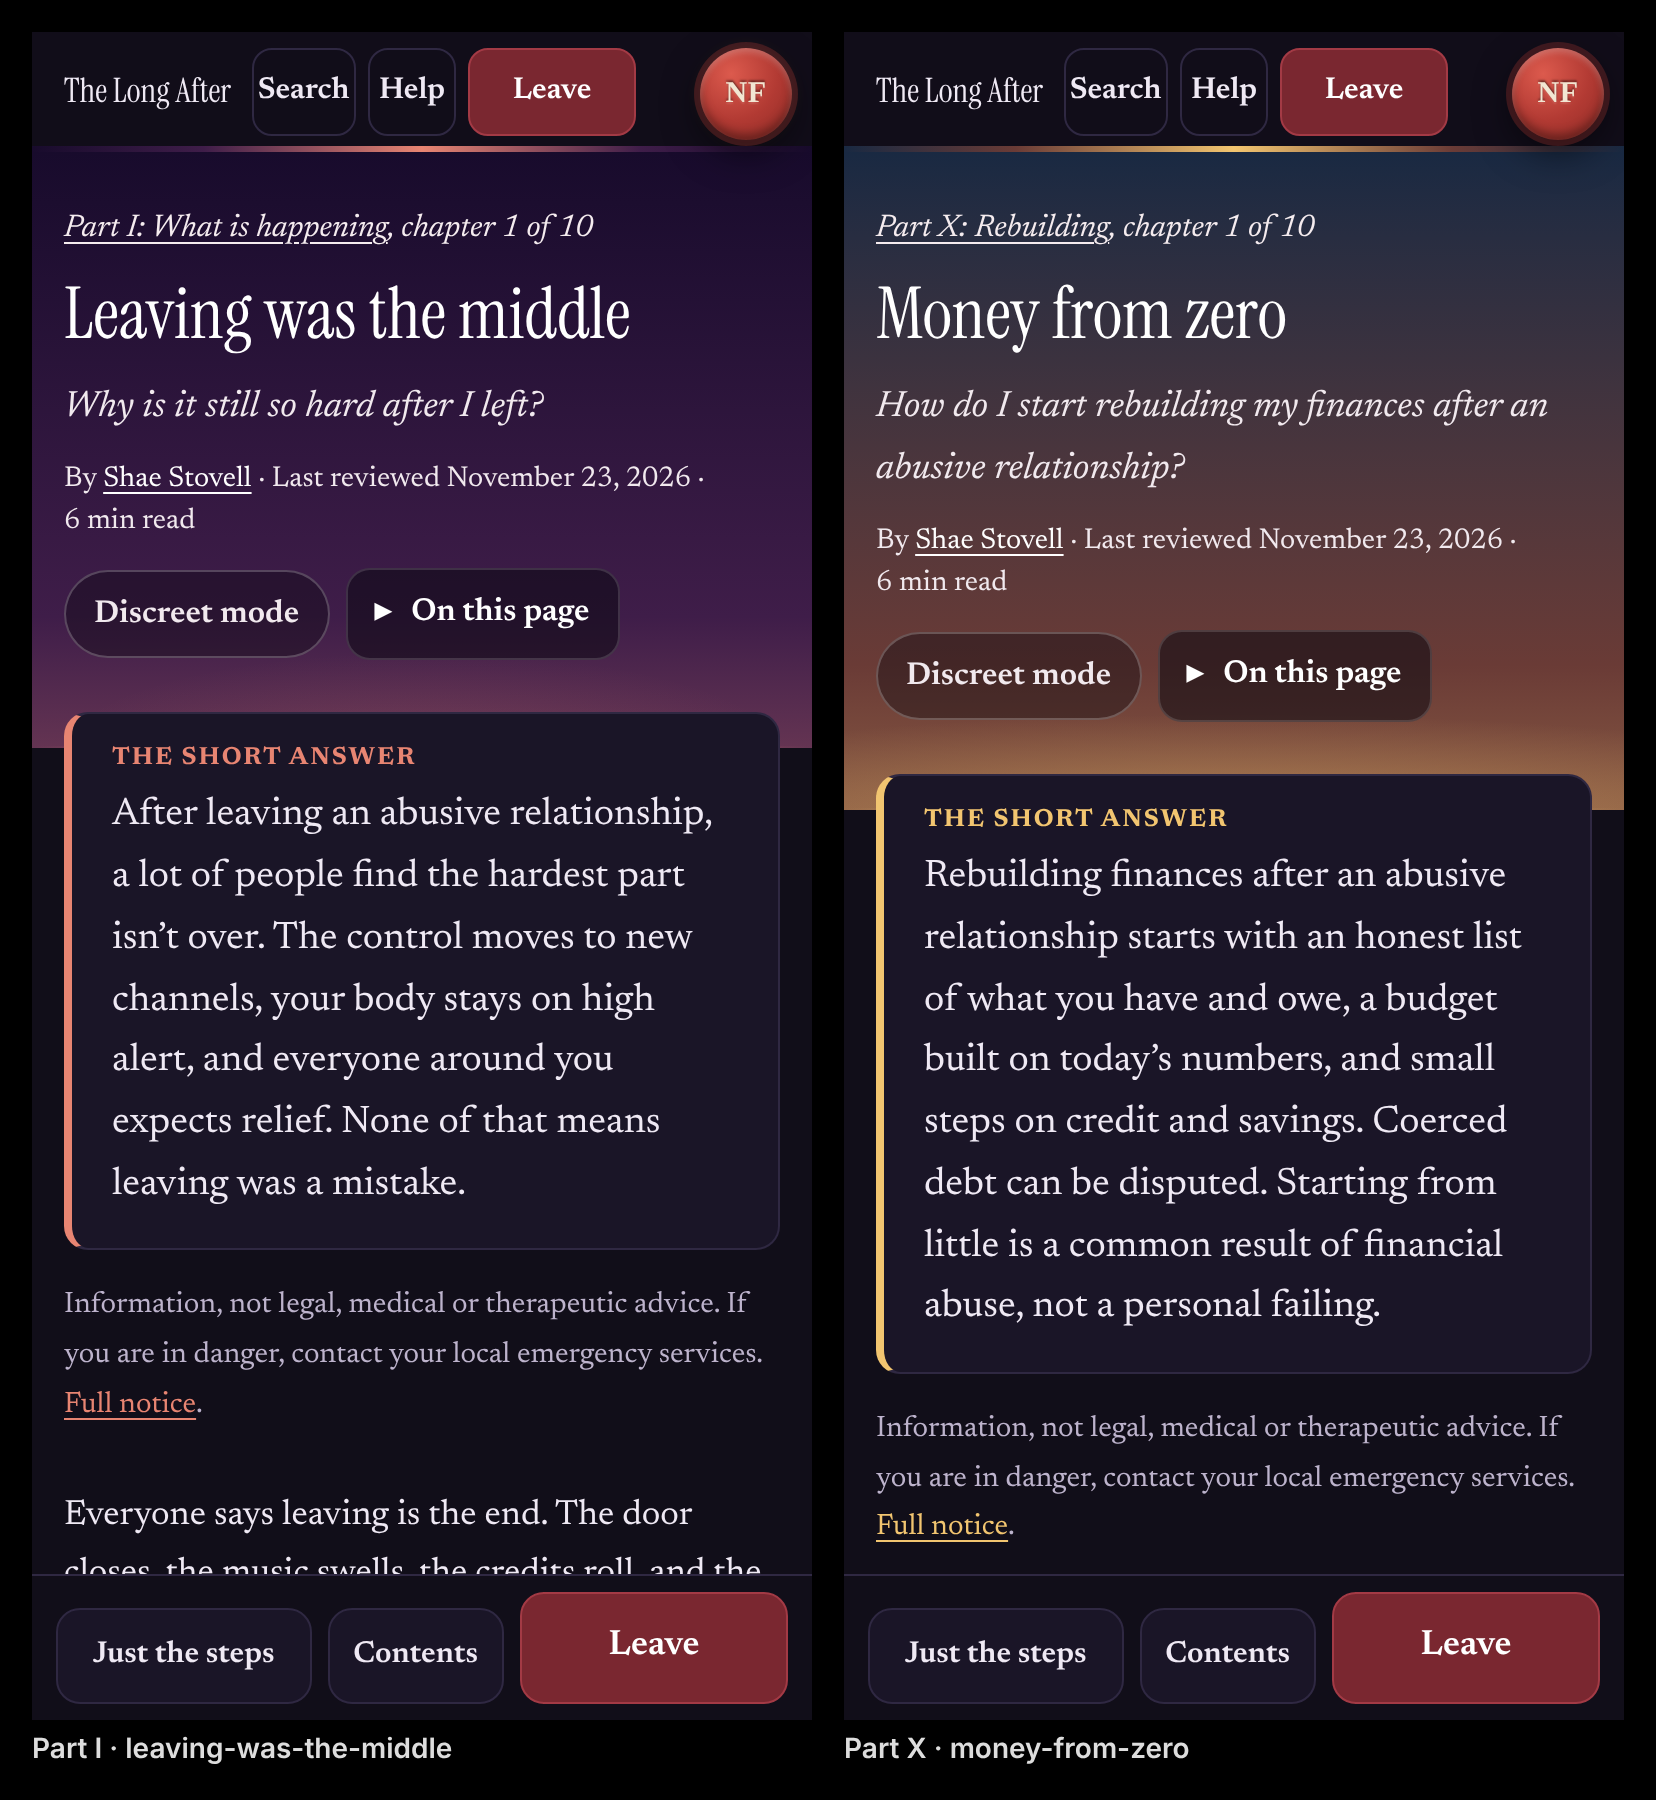 The Long After
Search
Help
Leave
NF
Part I: What is happening, chapter 1 of 10
Leaving was the middle
Why is it still so hard after I left?
By Shae Stovell · Last reviewed November 23, 2026 ·
6 min read
Discreet mode
▶ On this page
THE SHORT ANSWER
After leaving an abusive relationship,
a lot of people find the hardest part
isn’t over. The control moves to new
channels, your body stays on high
alert, and everyone around you
expects relief. None of that means
leaving was a mistake.
Information, not legal, medical or therapeutic advice. If
you are in danger, contact your local emergency services.
Full notice.
Everyone says leaving is the end. The door
closes, the music swells, the credits roll, and the
Just the steps
Contents
Leave
Part I · leaving-was-the-middle
The Long After
Search
Help
Leave
NF
Part X: Rebuilding, chapter 1 of 10
Money from zero
How do I start rebuilding my finances after an
abusive relationship?
By Shae Stovell · Last reviewed November 23, 2026 ·
6 min read
Discreet mode
▶ On this page
THE SHORT ANSWER
Rebuilding finances after an abusive
relationship starts with an honest list
of what you have and owe, a budget
built on today’s numbers, and small
steps on credit and savings. Coerced
debt can be disputed. Starting from
little is a common result of financial
abuse, not a personal failing.
Information, not legal, medical or therapeutic advice. If
you are in danger, contact your local emergency services.
Full notice.
Just the steps
Contents
Leave
Part X · money-from-zero